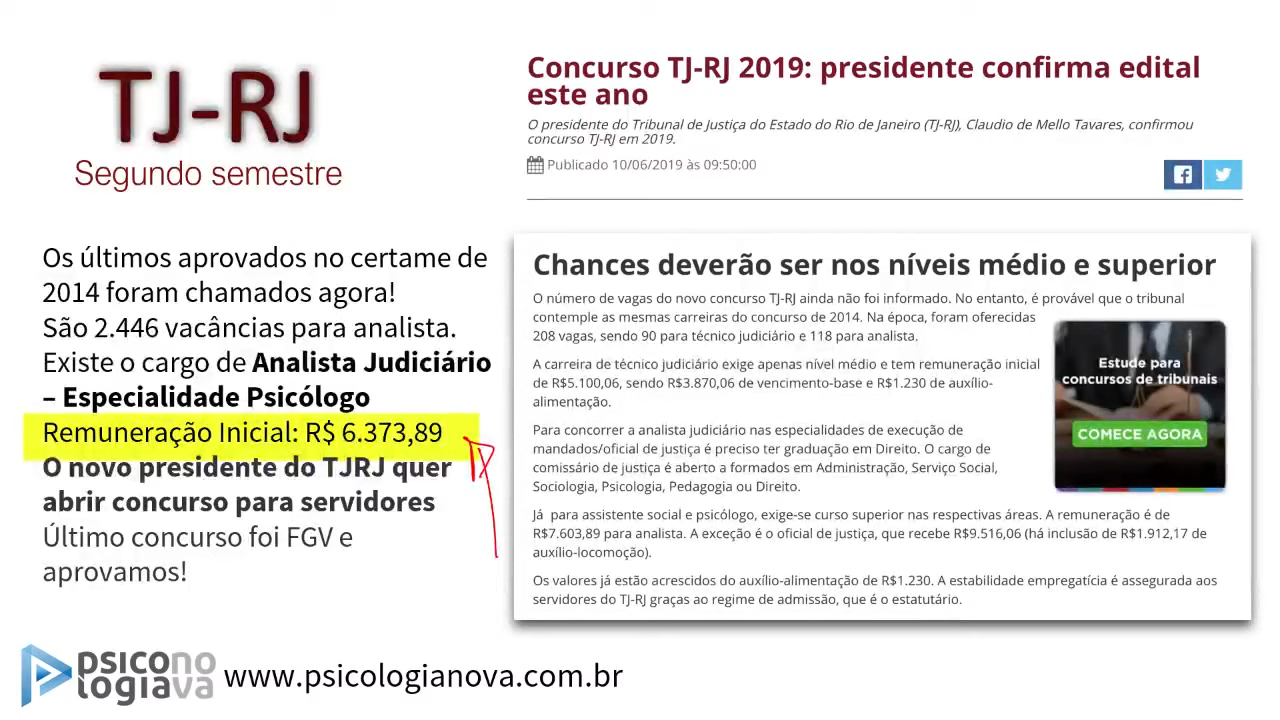 TJ-RJ
Segundo semestre
Os últimos aprovados no certame de
2014 foram chamados agora!
São 2.446 vacâncias para analista.
Existe o cargo de Analista Judiciário
– Especialidade Psicólogo
Remuneração Inicial: R$ 6.373,89
O novo presidente do TJRJ quer
abrir concurso para servidores
Último concurso foi FGV e
aprovamos!
Concurso TJ-RJ 2019: presidente confirma edital
este ano
O presidente do Tribunal de Justiça do Estado do Rio de Janeiro (TJ-RJ), Claudio de Mello Tavares, confirmou
concurso TJ-RJ em 2019.
Publicado 10/06/2019 às 09:50:00
Chances deverão ser nos níveis médio e superior
O número de vagas do novo concurso TJ-RJ ainda não foi informado. No entanto, é provável que o tribunal
contemple as mesmas carreiras do concurso de 2014. Na época, foram oferecidas
208 vagas, sendo 90 para técnico judiciário e 118 para analista.
A carreira de técnico judiciário exige apenas nível médio e tem remuneração inicial
de R$5.100,06, sendo R$3.870,06 de vencimento-base e R$1.230 de auxílio-
alimentação.
Para concorrer a analista judiciário nas especialidades de execução de
mandados/oficial de justiça é preciso ter graduação em Direito. O cargo de
comissário de justiça é aberto a formados em Administração, Serviço Social,
Sociologia, Psicologia, Pedagogia ou Direito.
Já para assistente social e psicólogo, exige-se curso superior nas respectivas áreas. A remuneração é de
R$7.603,89 para analista. A exceção é o oficial de justiça, que recebe R$9.516,06 (há inclusão de R$1.912,17 de
auxílio-locomoção).
Os valores já estão acrescidos do auxílio-alimentação de R$1.230. A estabilidade empregatícia é assegurada aos
servidores do TJ-RJ graças ao regime de admissão, que é o estatutário.
Estude para
concursos de tribunais
COMECE AGORA
psicono
logiava
www.psicologianova.com.br